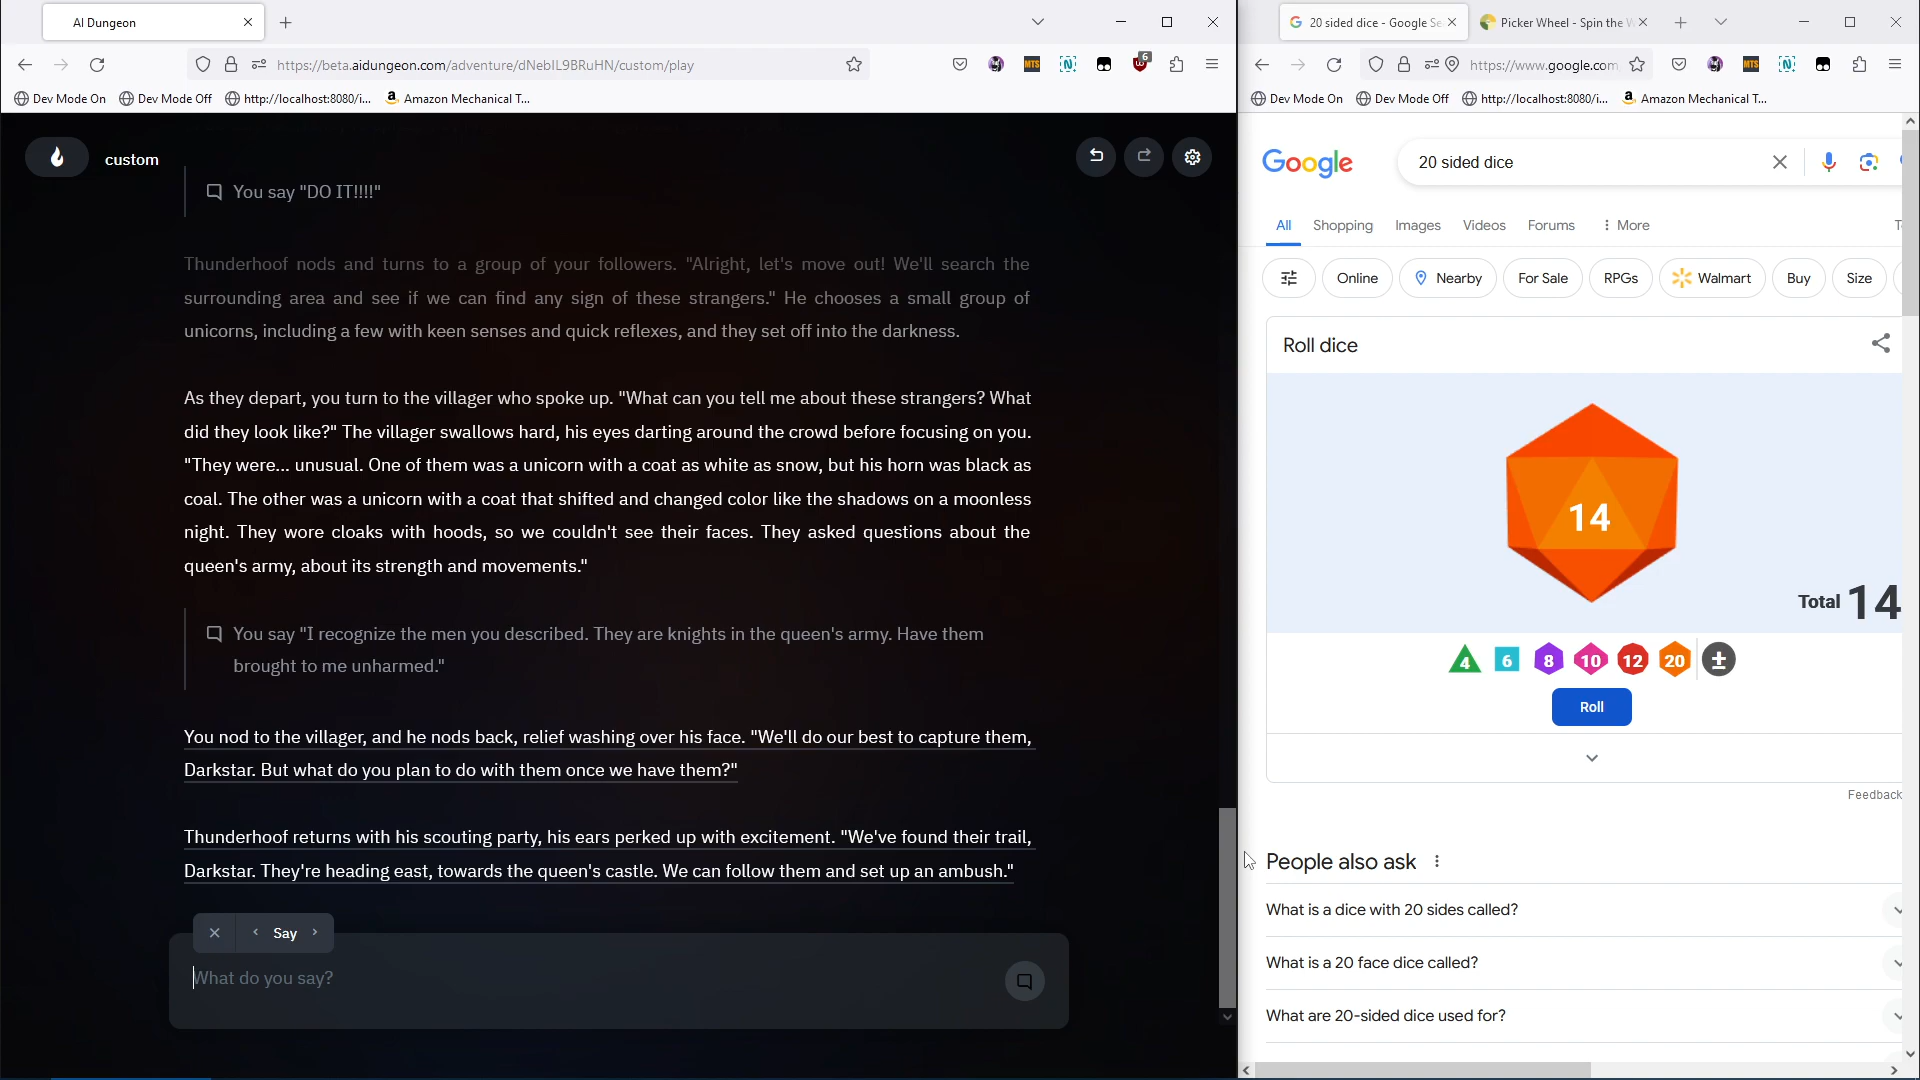 AI Dungeon
20 sided dice - Google Se
Picker Wheel - Spin the W
https://beta.aidungeon.com/adventure/dNebIL9BRuHN/custom/play
MTS
N
6
https://www.google.com
MTS
N
Dev Mode On
Dev Mode Off
http://localhost:8080/i...
a Amazon Mechanical T...
Dev Mode On
Dev Mode Off
http://localhost:8080/i...
a Amazon Mechanical T...
custom
You say "DO IT!!!!"
Thunderhoof nods and turns to a group of your followers. "Alright, let's move out! We'll search the
surrounding area and see if we can find any sign of these strangers." He chooses a small group of
unicorns, including a few with keen senses and quick reflexes, and they set off into the darkness.
As they depart, you turn to the villager who spoke up. "What can you tell me about these strangers? What
did they look like?" The villager swallows hard, his eyes darting around the crowd before focusing on you.
"They were... unusual. One of them was a unicorn with a coat as white as snow, but his horn was black as
coal. The other was a unicorn with a coat that shifted and changed color like the shadows on a moonless
night. They wore cloaks with hoods, so we couldn't see their faces. They asked questions about the
queen's army, about its strength and movements."
You say "I recognize the men you described. They are knights in the queen's army. Have them
brought to me unharmed."
You nod to the villager, and he nods back, relief washing over his face. "We'll do our best to capture them,
Darkstar. But what do you plan to do with them once we have them?"
Thunderhoof returns with his scouting party, his ears perked up with excitement. "We've found their trail,
Darkstar. They're heading east, towards the queen's castle. We can follow them and set up an ambush."
Say
What do you say?
Google
20 sided dice
All
Shopping
Images
Videos
Forums
More
Online
Nearby
For Sale
RPGs
Walmart
Buy
Size
Roll dice
14
Total 14
4
6
8
10
12
20
±
Roll
Feedback
People also ask
What is a dice with 20 sides called?
What is a 20 face dice called?
What are 20-sided dice used for?